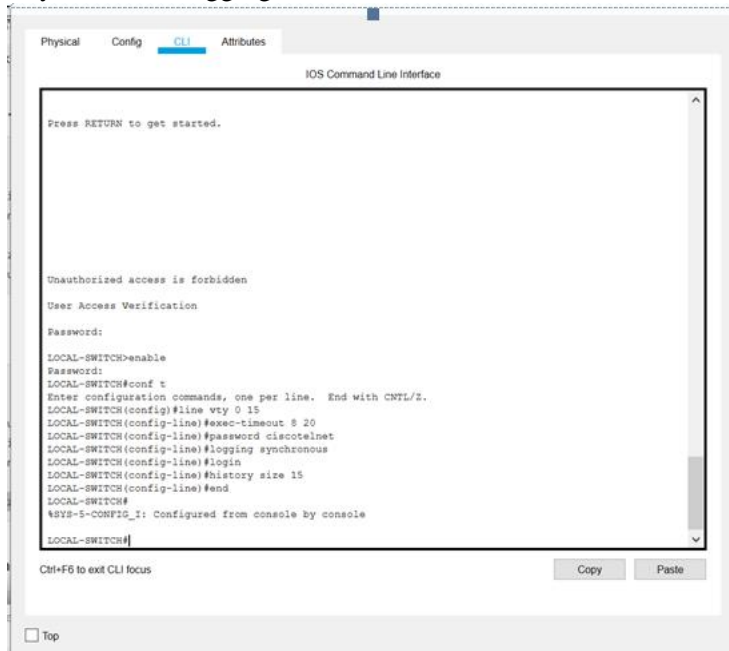 Physical Config CLI Attributes
IOS Command Line Interface
Press RETURN to get started.
Unauthorized access is forbidden
User Access Verification
Password:
LOCAL-SWITCH>enable
Password:
LOCAL-SWITCH#conf t
Enter configuration commands, one per line. End with CNTL/Z.
LOCAL-SWITCH(config)#line vty 0 15
LOCAL-SWITCH(config-line)#exec-timeout 8 20
LOCAL-SWITCH(config-line)#password ciscotelnet
LOCAL-SWITCH(config-line)#logging synchronous
LOCAL-SWITCH(config-line)#login
LOCAL-SWITCH(config-line)#history size 15
LOCAL-SWITCH(config-line)#end
LOCAL-SWITCH#
%SYS-5-CONFIG_I: Configured from console by console
LOCAL-SWITCH#
Ctrl+F6 to exit CLI focus
Copy Paste
Top